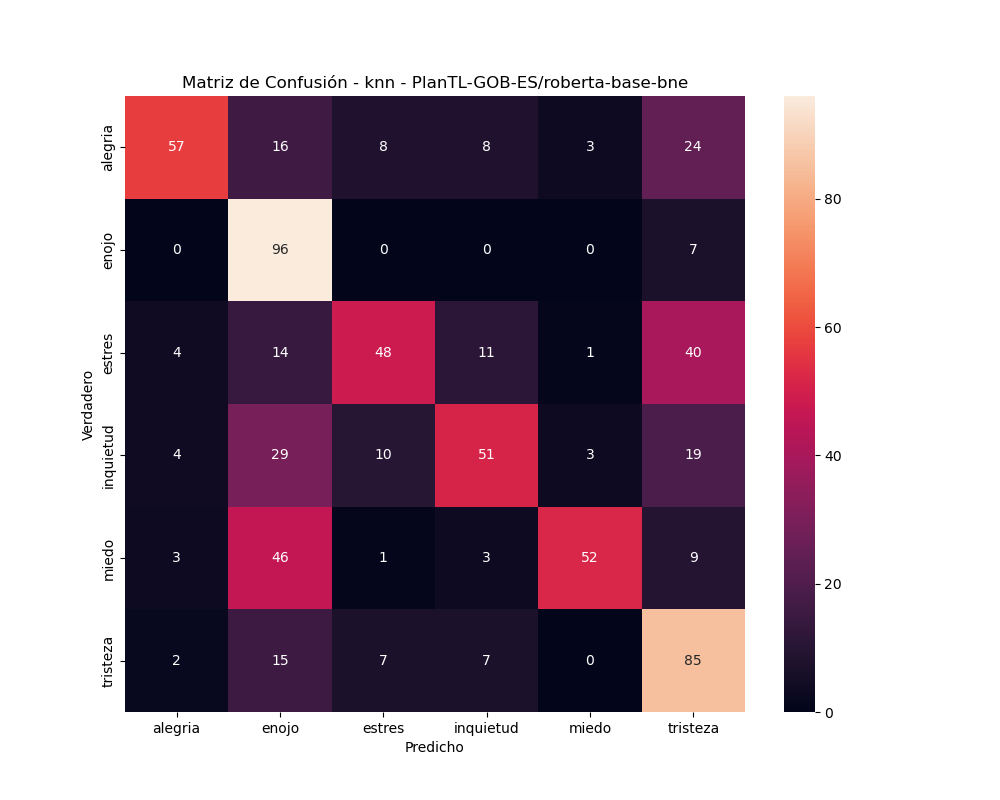 Matriz de Confusión - knn - PlanTL-GOB-ES/roberta-base-bne
alegria 57 16 8 8 3 24
enojo 0 96 0 0 0 7
estres 4 14 48 11 1 40
inquietud 4 29 10 51 3 19
miedo 3 46 1 3 52 9
tristeza 2 15 7 7 0 85
Verdadero
alegria enojo estres inquietud miedo tristeza
Predicho
80
60
40
20
0